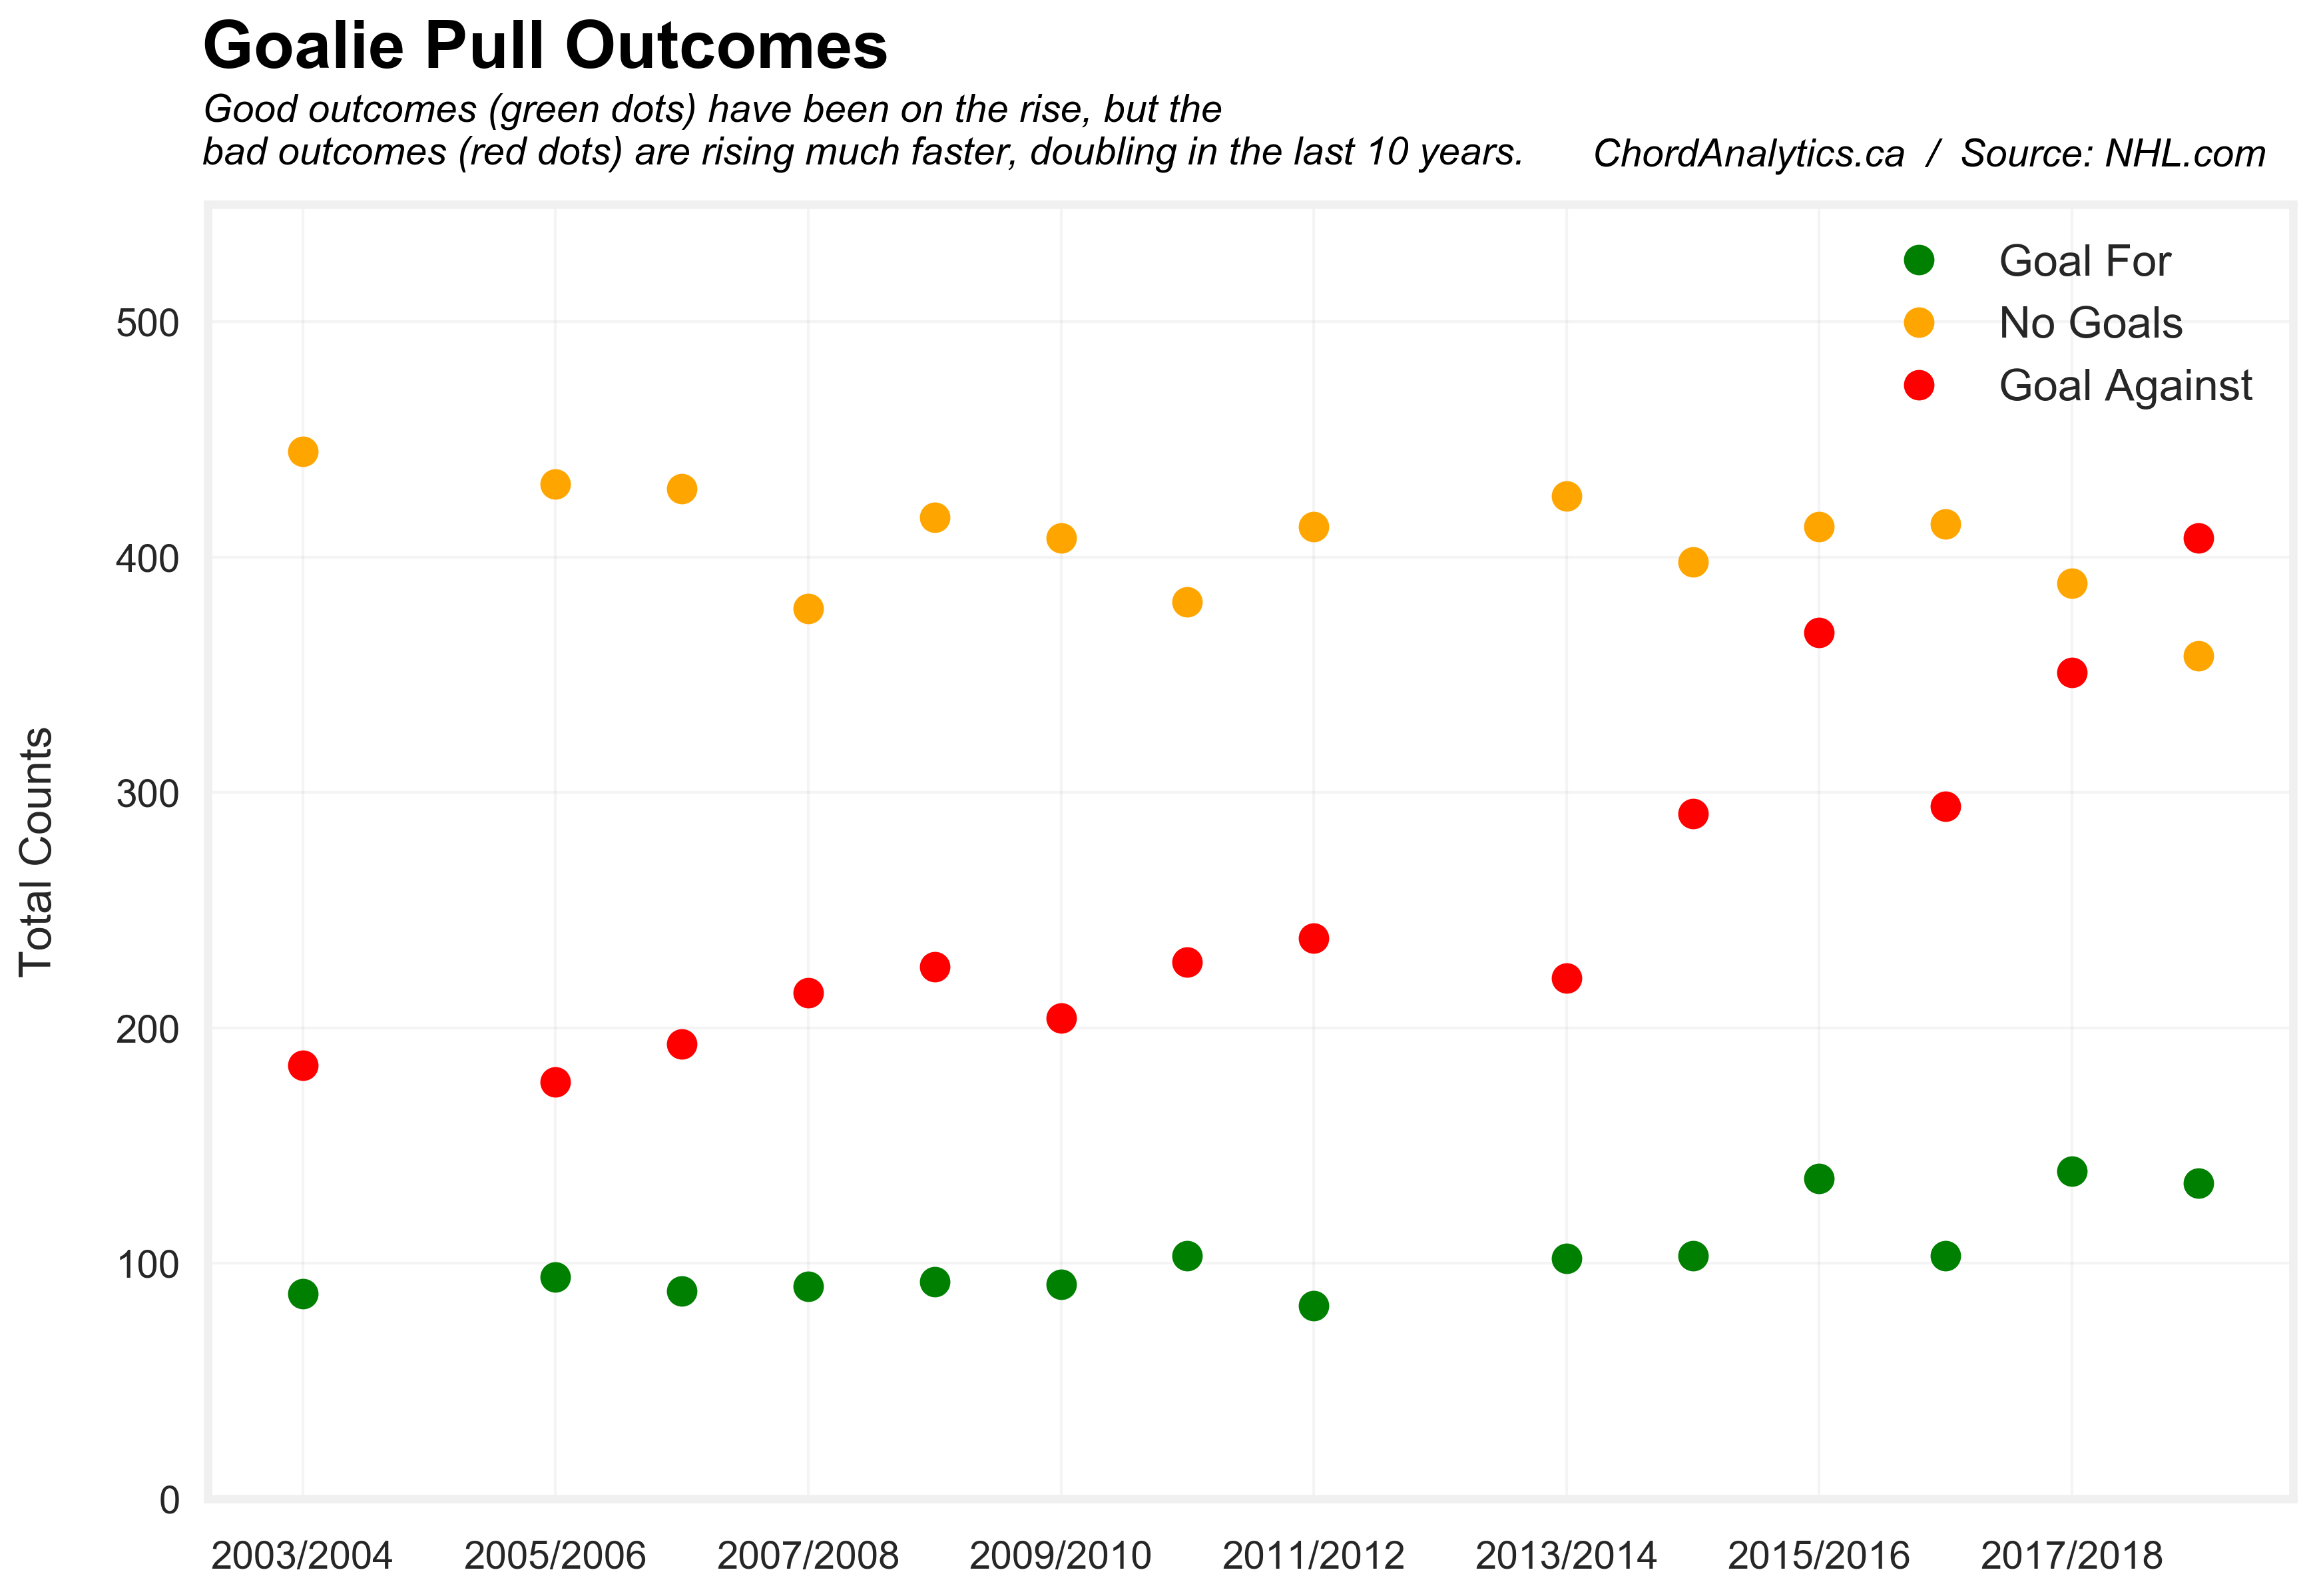 Goalie Pull Outcomes
Good outcomes (green dots) have been on the rise, but the
bad outcomes (red dots) are rising much faster, doubling in the last 10 years.
ChordAnalytics.ca / Source: NHL.com
Goal For
No Goals
Goal Against
Total Counts
500
400
300
200
100
0
2003/2004
2005/2006
2007/2008
2009/2010
2011/2012
2013/2014
2015/2016
2017/2018